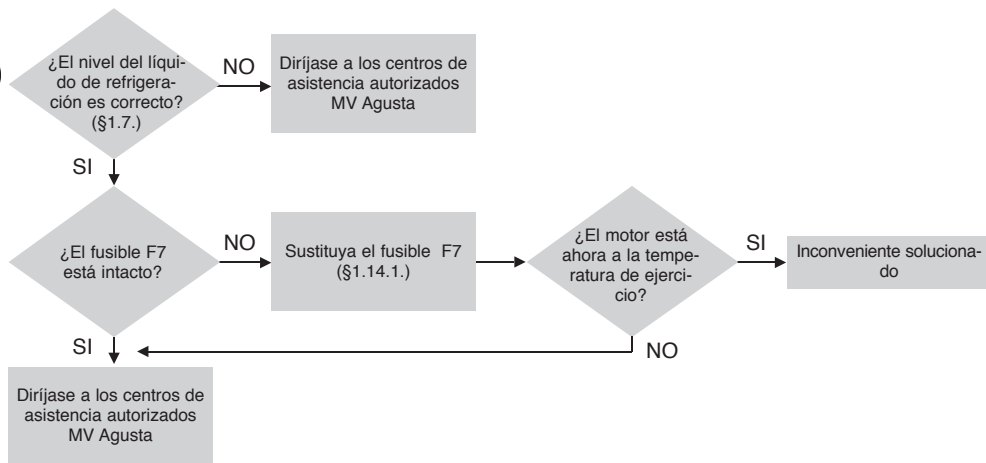 ¿El nivel del líqui-
do de refrigera-
ción es correcto?
(§1.7.)
NO
Diríjase a los centros de
asistencia autorizados
MV Agusta
SI
¿El fusible F7
está intacto?
NO
Sustituya el fusible F7
(§1.14.1.)
¿El motor está
ahora a la tempe-
ratura de ejerci-
cio?
SI
Inconveniente soluciona-
do
NO
SI
Diríjase a los centros de
asistencia autorizados
MV Agusta